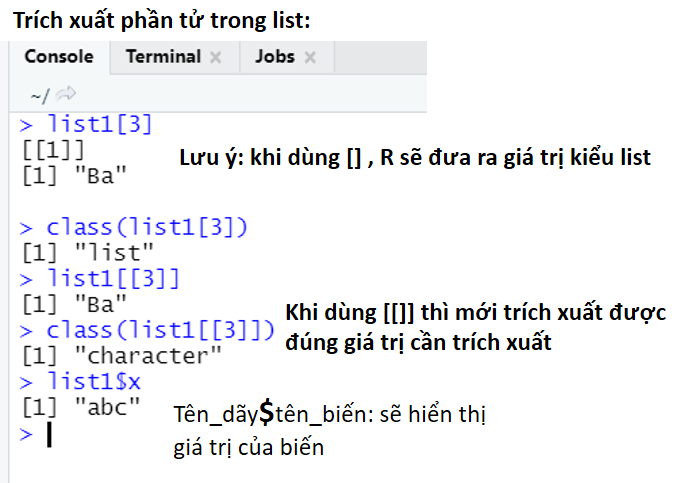 Trích xuất phần tử trong list:
Console Terminal × Jobs ×
~/
> list1[3]
[[1]]
[1] "Ba"
Lưu ý: khi dùng [] , R sẽ đưa ra giá trị kiểu list
> class(list1[3])
[1] "list"
> list1[[3]]
[1] "Ba"
> class(list1[[3]])
[1] "character"
Khi dùng [[]] thì mới trích xuất được
đúng giá trị cần trích xuất
> list1$x
[1] "abc"
>
Tên_dãy$tên_biến: sẽ hiển thị
giá trị của biến